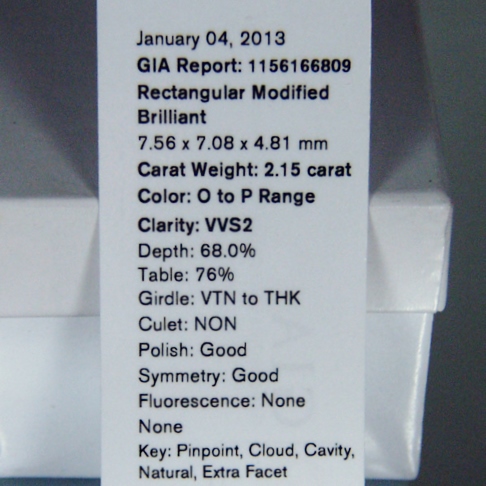 January 04, 2013
GIA Report: 1156166809
Rectangular Modified
Brilliant
7.56 x 7.08 x 4.81 mm
Carat Weight: 2.15 carat
Color: O to P Range
Clarity: VVS2
Depth: 68.0%
Table: 76%
Girdle: VTN to THK
Culet: NON
Polish: Good
Symmetry: Good
Fluorescence: None
None
Key: Pinpoint, Cloud, Cavity,
Natural, Extra Facet